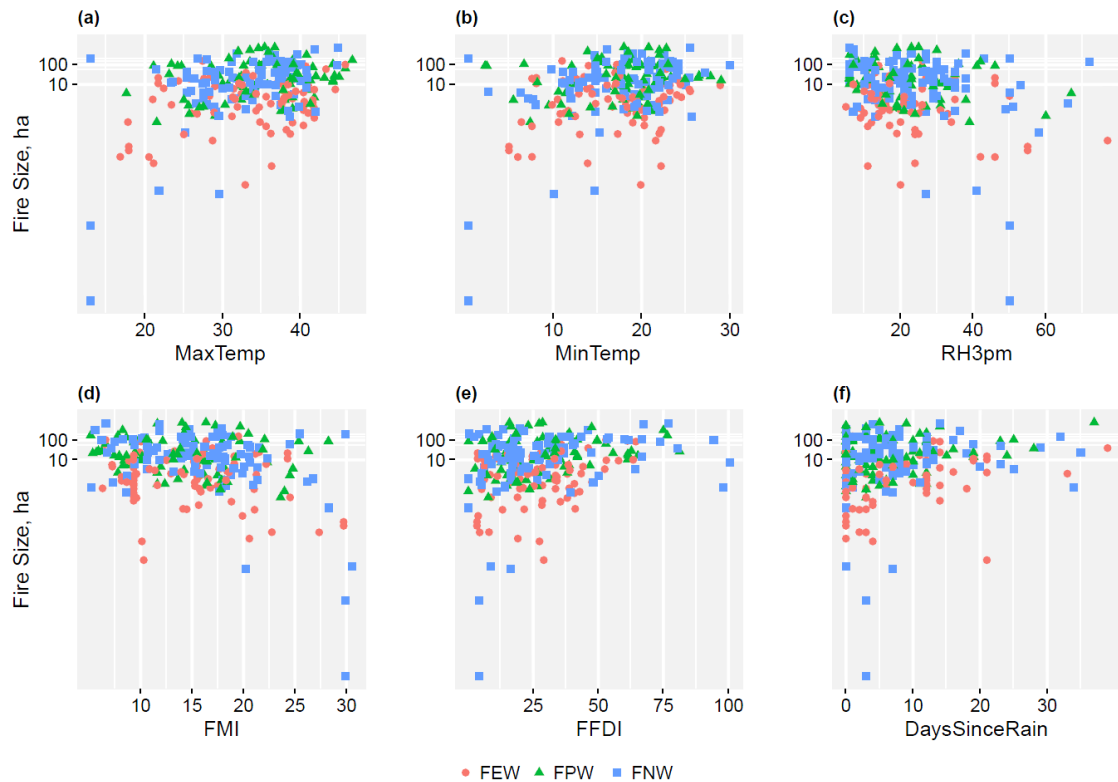 (a) (b) (c)
Fire Size, ha
100 100 100
10 10 10
20 30 40 10 20 30 0 20 40 60
MaxTemp MinTemp RH3pm
(d) (e) (f)
Fire Size, ha
100 100 100
10 10 10
10 15 20 25 30 25 50 75 100 0 10 20 30
FMI FFDI DaysSinceRain
FEW FPW FNW